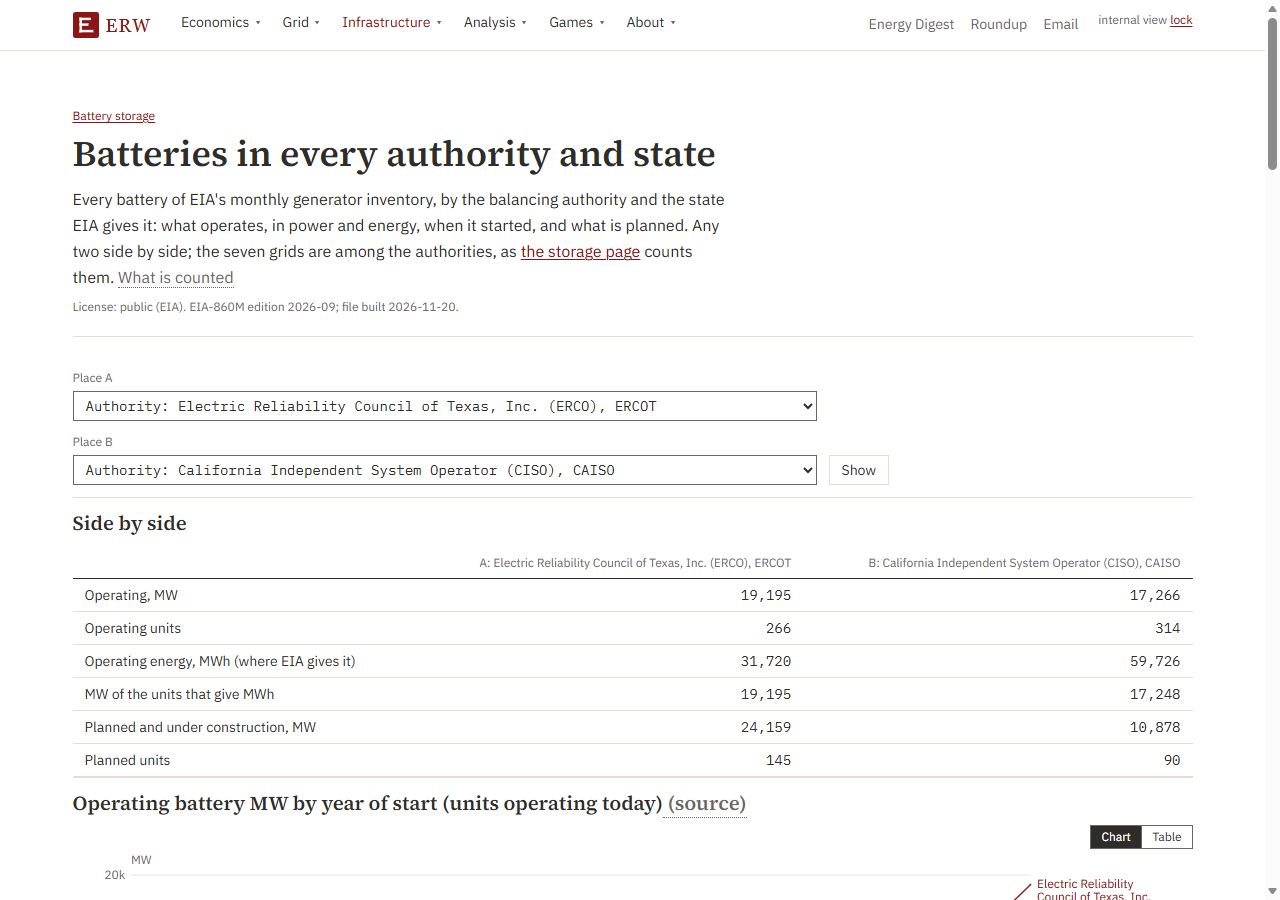 E ERW Economics Grid Infrastructure Analysis Games About Energy Digest Roundup Email internal view lock
Battery storage
Batteries in every authority and state
Every battery of EIA's monthly generator inventory, by the balancing authority and the state
EIA gives it: what operates, in power and energy, when it started, and what is planned. Any
two side by side; the seven grids are among the authorities, as the storage page counts
them. What is counted
License: public (EIA). EIA-860M edition 2026-09; file built 2026-11-20.
Place A
Authority: Electric Reliability Council of Texas, Inc. (ERCO), ERCOT
Place B
Authority: California Independent System Operator (CISO), CAISO Show
Side by side
A: Electric Reliability Council of Texas, Inc. (ERCO), ERCOT B: California Independent System Operator (CISO), CAISO
Operating, MW 19,195 17,266
Operating units 266 314
Operating energy, MWh (where EIA gives it) 31,720 59,726
MW of the units that give MWh 19,195 17,248
Planned and under construction, MW 24,159 10,878
Planned units 145 90
Operating battery MW by year of start (units operating today) (source)
Chart Table
MW
20k
Electric Reliability
Council of Texas, Inc.